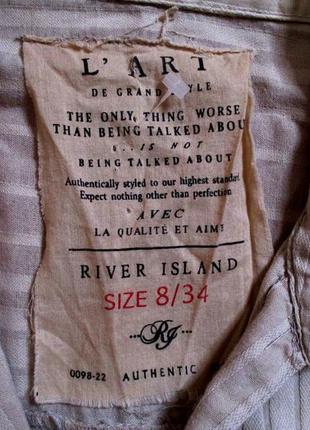 L'ART
DE GRAND STYLE
THE ONLY THING WORSE
THAN BEING TALKED ABOU
...IS NOT
BEING TALKED ABOUT
Authentically styled to our highest standar
Expect nothing other than perfection
AVEC
LA QUALITÉ ET AIME
RIVER ISLAND
SIZE 8/34
...RI...
0098-22 AUTHENTIC